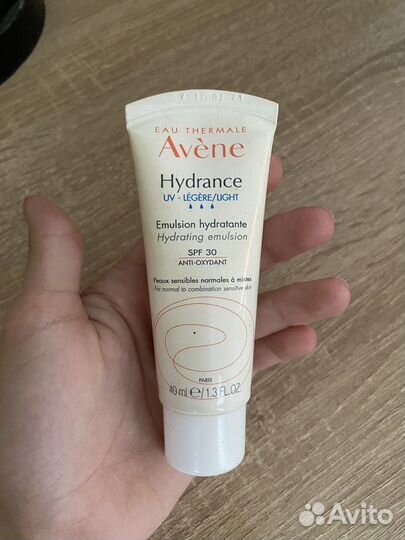 EAU THERMALE
Avène
Hydrance
UV - LÉGÈRE/LIGHT
Emulsion hydratante
Hydrating emulsion
SPF 30
ANTI-OXYDANT
Peaux sensibles normales à mixtes
For normal to combination sensitive skin
PARIS
40 ml e/1.3 FL.OZ.
Avito